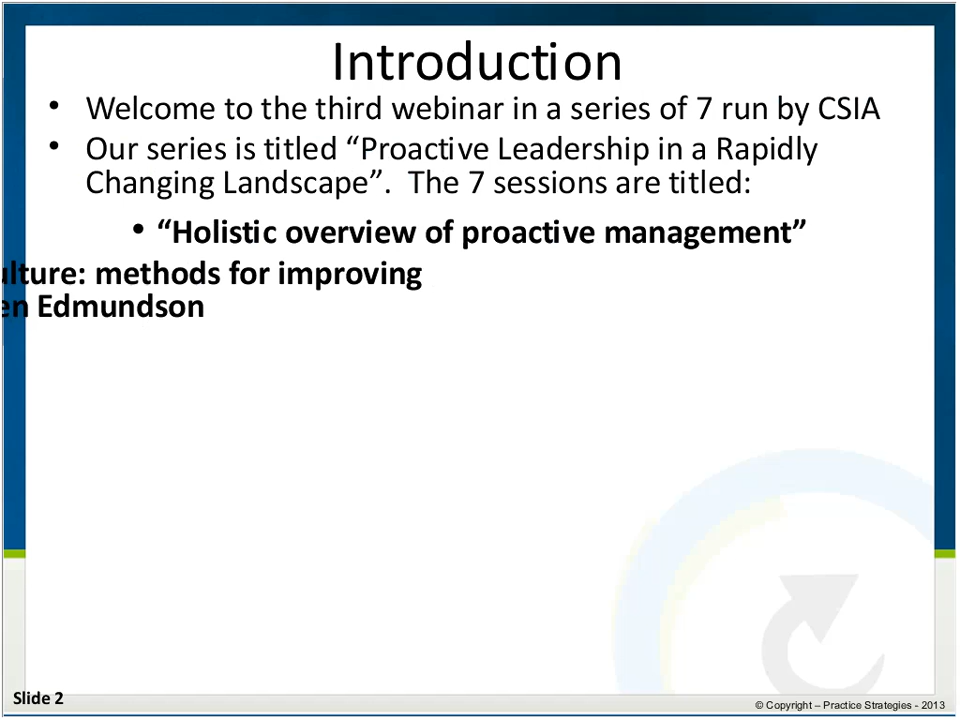 Introduction
• Welcome to the third webinar in a series of 7 run by CSIA
• Our series is titled “Proactive Leadership in a Rapidly
Changing Landscape”. The 7 sessions are titled:
• “Holistic overview of proactive management”
methods for improving
Edmundson
Slide 2
© Copyright – Practice Strategies - 2013